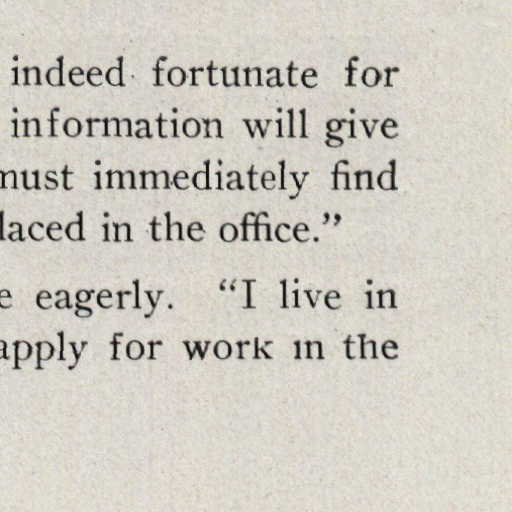 indeed fortunate for
information will give
must immediately find
laced in the office.”
e eagerly. “I live in
apply for work in the